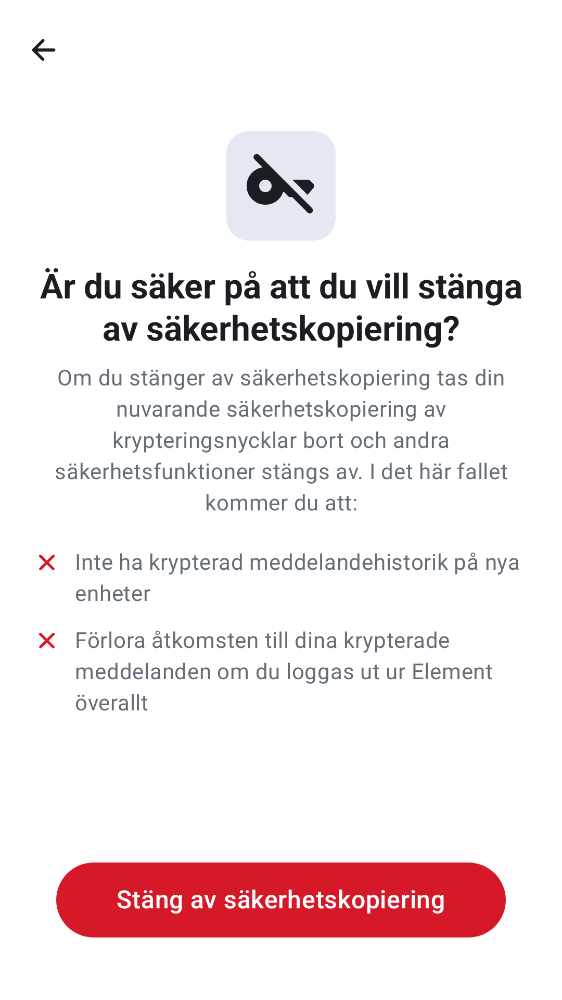 Är du säker på att du vill stänga
av säkerhetskopiering?
Om du stänger av säkerhetskopiering tas din
nuvarande säkerhetskopiering av
krypteringsnycklar bort och andra
säkerhetsfunktioner stängs av. I det här fallet
kommer du att:
Inte ha krypterad meddelandehistorik på nya
enheter
Förlora åtkomsten till dina krypterade
meddelanden om du loggas ut ur Element
överallt
Stäng av säkerhetskopiering